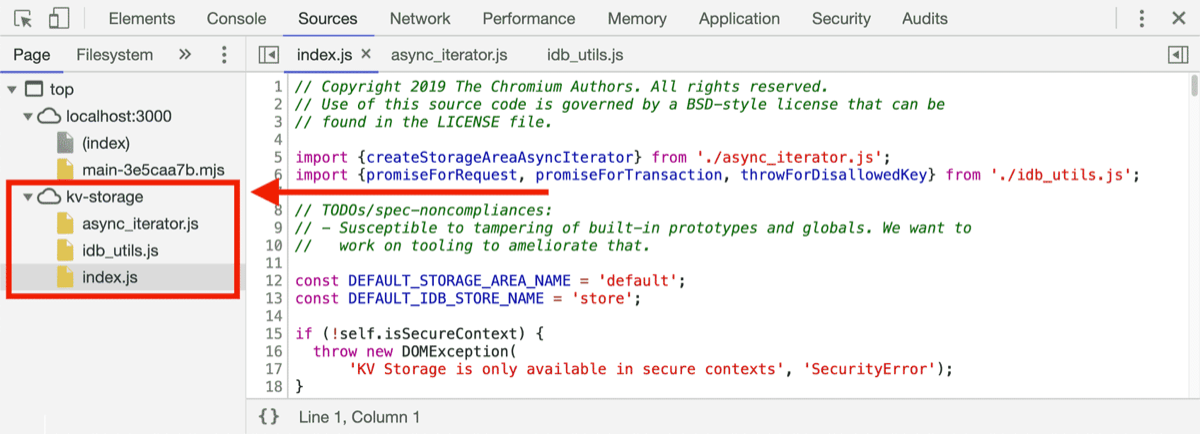 Elements Console Sources Network Performance Memory Application Security Audits
Page Filesystem » index.js × async_iterator.js idb_utils.js
top
localhost:3000
(index)
main-3e5caa7b.mjs
kv-storage
async_iterator.js
idb_utils.js
index.js
1 // Copyright 2019 The Chromium Authors. All rights reserved.
2 // Use of this source code is governed by a BSD-style license that can be
3 // found in the LICENSE file.
4
5 import {createStorageAreaAsyncIterator} from './async_iterator.js';
6 import {promiseForRequest, promiseForTransaction, throwForDisallowedKey} from './idb_utils.js';
8 // TODOs/spec-noncompliances:
9 // - Susceptible to tampering of built-in prototypes and globals. We want to
10 //   work on tooling to ameliorate that.
11
12 const DEFAULT_STORAGE_AREA_NAME = 'default';
13 const DEFAULT_IDB_STORE_NAME = 'store';
14
15 if (!self.isSecureContext) {
16   throw new DOMException(
17       'KV Storage is only available in secure contexts', 'SecurityError');
18 }
{} Line 1, Column 1